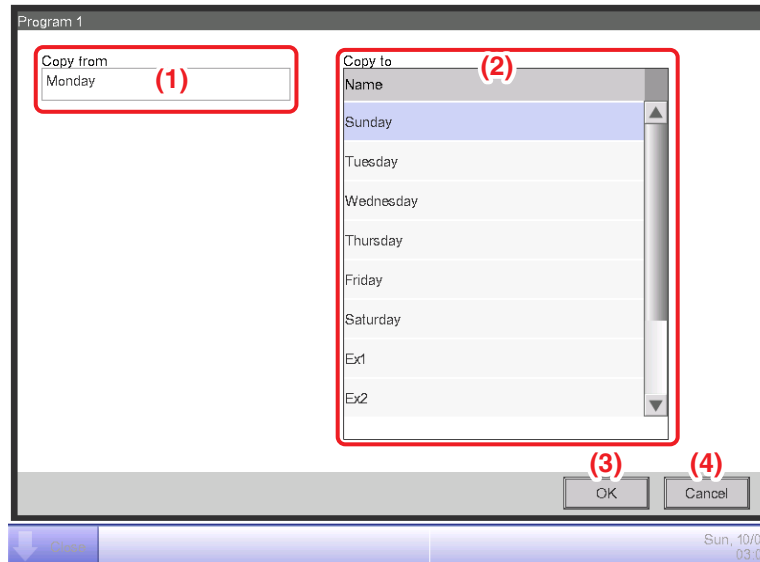 Program 1
Copy from
Monday
(1)
Copy to
(2)
Name
Sunday
Tuesday
Wednesday
Thursday
Friday
Saturday
Ex1
Ex2
(3)
(4)
OK
Cancel
Close
Sun, 10/0
03:0